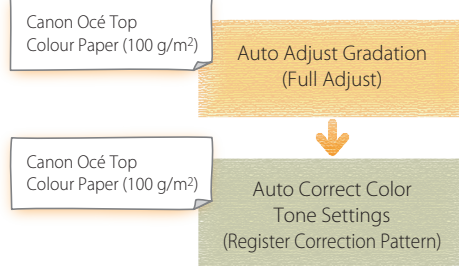 Canon Océ Top
Colour Paper (100 g/m²)
Auto Adjust Gradation
(Full Adjust)
Canon Océ Top
Colour Paper (100 g/m²)
Auto Correct Color
Tone Settings
(Register Correction Pattern)